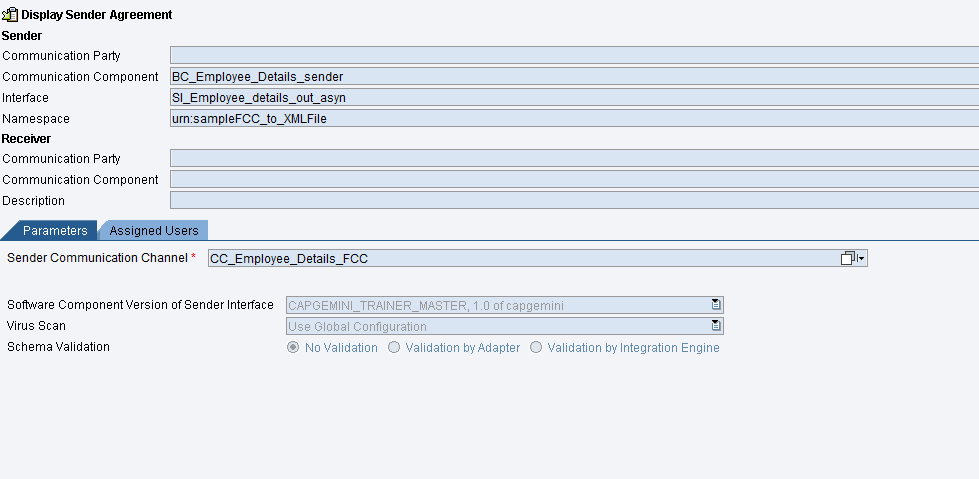 Display Sender Agreement
Sender
Communication Party
Communication Component BC_Employee_Details_sender
Interface SI_Employee_details_out_asyn
Namespace urn:sampleFCC_to_XMLFile
Receiver
Communication Party
Communication Component
Description
Parameters Assigned Users
Sender Communication Channel * CC_Employee_Details_FCC
Software Component Version of Sender Interface CAPGEMINI_TRAINER_MASTER, 1.0 of capgemini
Virus Scan Use Global Configuration
Schema Validation No Validation Validation by Adapter Validation by Integration Engine